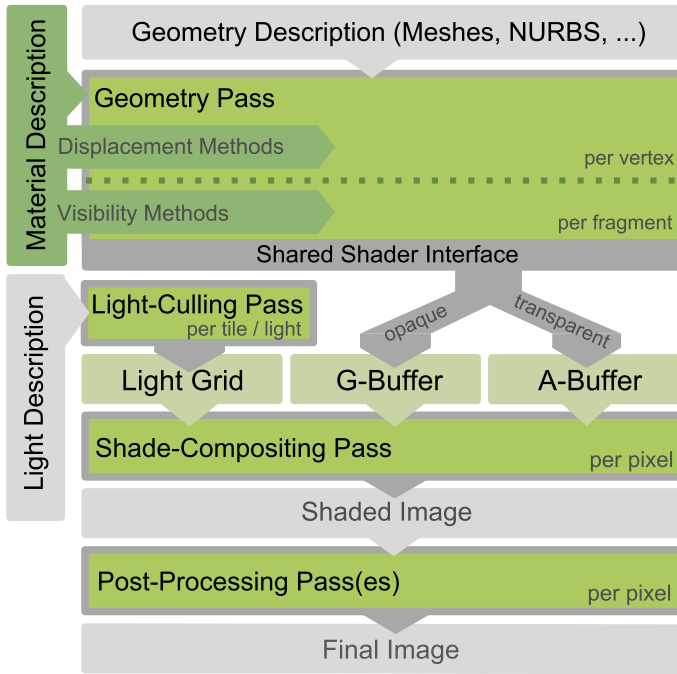 Geometry Description (Meshes, NURBS, ...)
Material Description
Geometry Pass
Displacement Methods
per vertex
Visibility Methods
per fragment
Shared Shader Interface
Light Description
Light-Culling Pass
per tile / light
opaque
transparent
Light Grid
G-Buffer
A-Buffer
Shade-Compositing Pass
per pixel
Shaded Image
Post-Processing Pass(es)
per pixel
Final Image